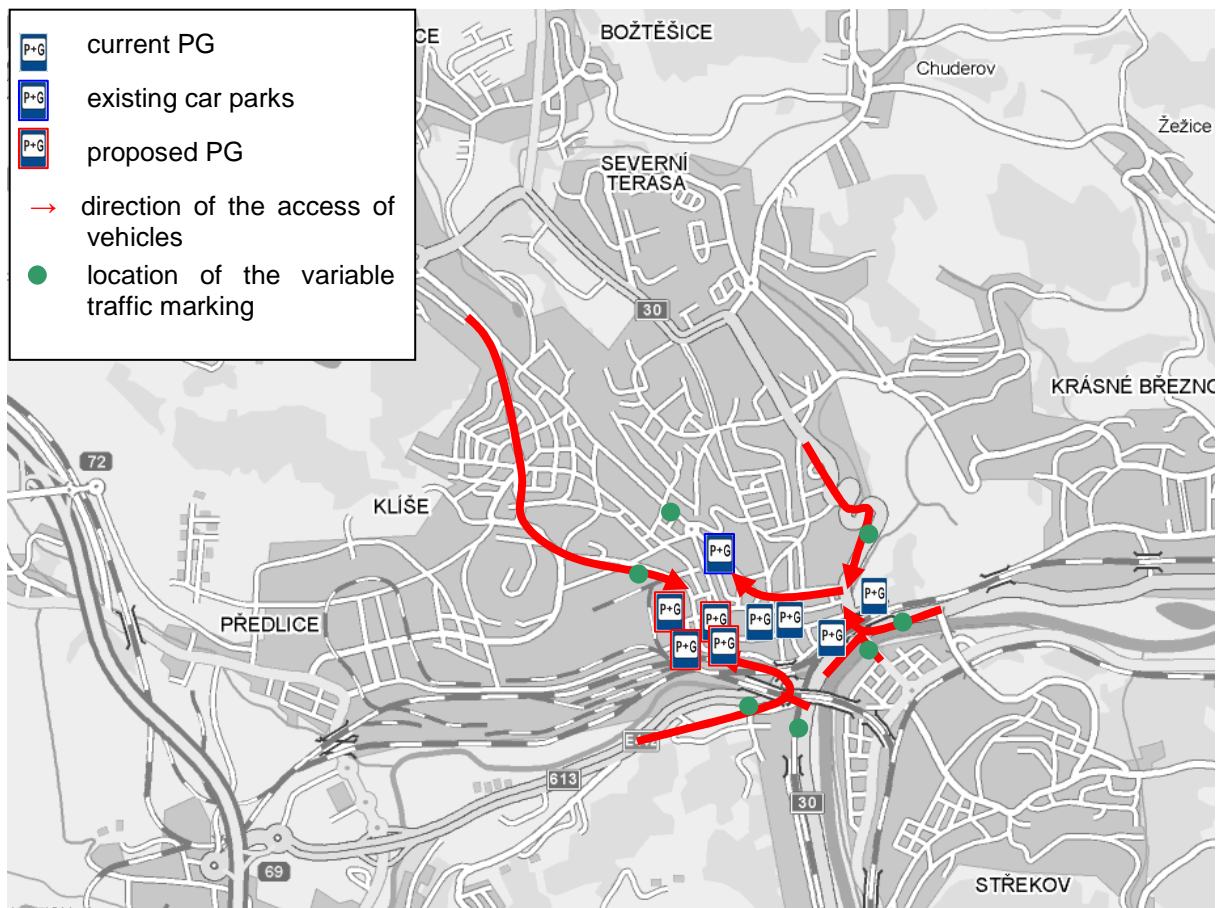 P+G current PG
P+G existing car parks
P+G proposed PG
→ direction of the access of
vehicles
location of the variable
traffic marking
CE
BOŽTĚŠICE
Chuderov
Žežice
SEVERNÍ
TERASA
30
KRÁSNÉ BŘEZNO
72
KLÍŠE
P+G
P+G
P+G
P+G
P+G
P+G
PŘEDLICE
P+G
P+G
P+G
613
30
69
STŘEKOV